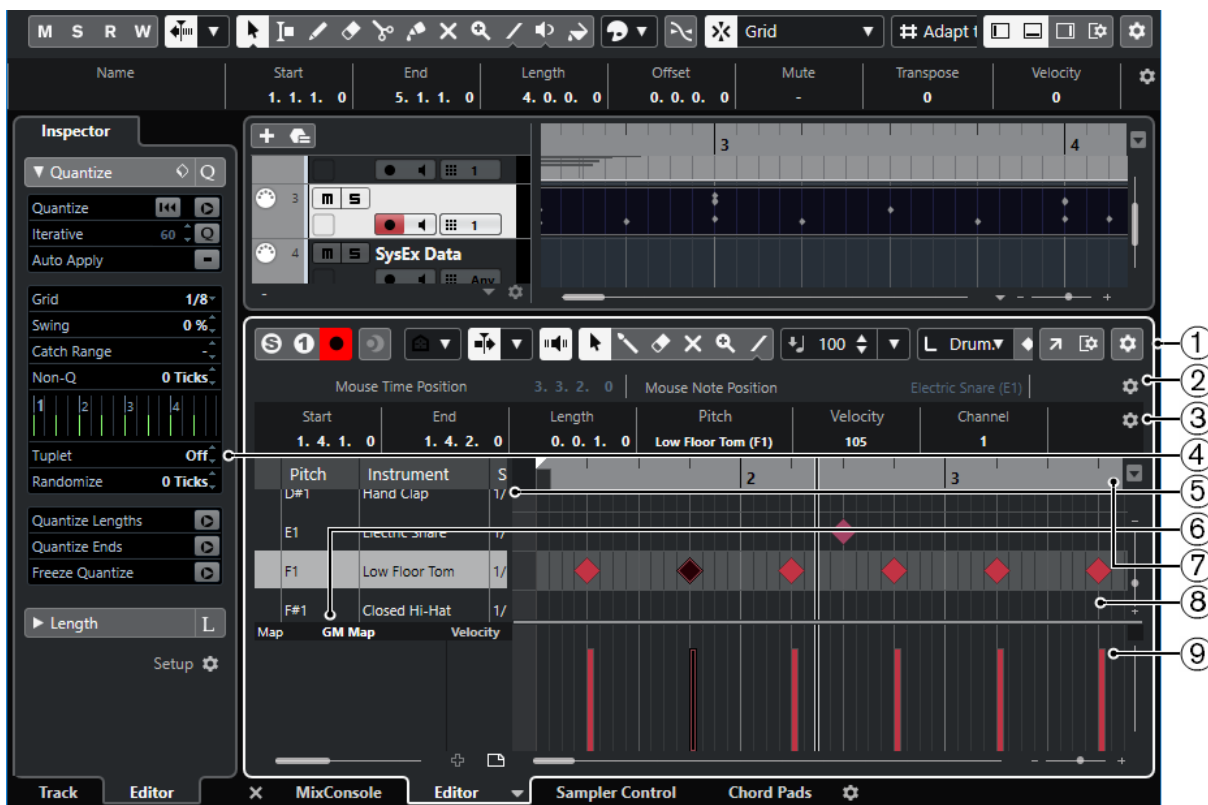 M S R W Grid Adapt t
Name Start End Length Offset Mute Transpose Velocity
1. 1. 1. 0 5. 1. 1. 0 4. 0. 0. 0 0. 0. 0. 0 - 0 0
Inspector
Quantize Q
Quantize
Iterative 60 Q
Auto Apply
Grid 1/8
Swing 0 %
Catch Range -
Non-Q 0 Ticks
1 2 3 4
Tuplet Off
Randomize 0 Ticks
Quantize Lengths
Quantize Ends
Freeze Quantize
Length L
Setup
3 4
1
3 m S
1
4 m S SysEx Data
Any
S 1 100 L Drum.
Mouse Time Position 3. 3. 2. 0 Mouse Note Position Electric Snare (E1)
Start End Length Pitch Velocity Channel
1. 4. 1. 0 1. 4. 2. 0 0. 0. 1. 0 Low Floor Tom (F1) 105 1
Pitch Instrument S 2 3
D#1 Hand Clap 1/
E1 Electric Snare 1/
F1 Low Floor Tom 1/
F#1 Closed Hi-Hat 1/
Map GM Map Velocity
1
2
3
4
5
6
7
8
9
Track Editor MixConsole Editor Sampler Control Chord Pads